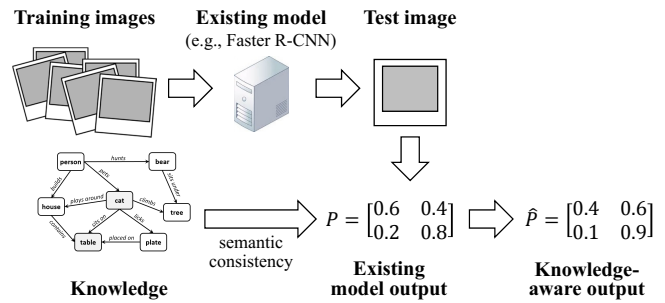 Training images
Existing model
(e.g., Faster R-CNN)
Test image
person
hunts
bear
builds
pets
sits under
house
plays around
cat
climbs
tree
contains
sits on
licks
table
placed on
plate
Knowledge
semantic
consistency
P = [0.6 0.4
0.2 0.8]
Existing
model output
P̂ = [0.4 0.6
0.1 0.9]
Knowledge-
aware output